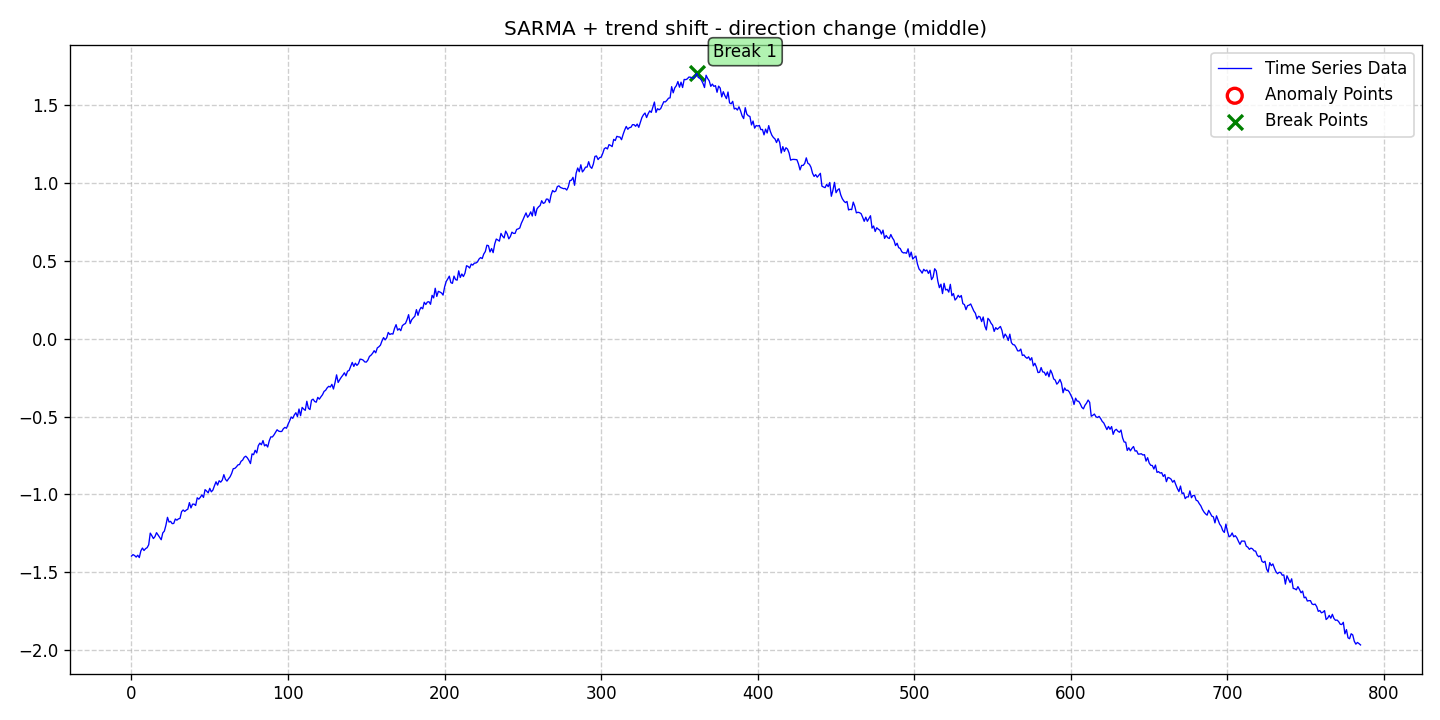 SARMA + trend shift - direction change (middle)
Break 1
Time Series Data
Anomaly Points
Break Points
1.5
1.0
0.5
0.0
−0.5
−1.0
−1.5
−2.0
0 100 200 300 400 500 600 700 800